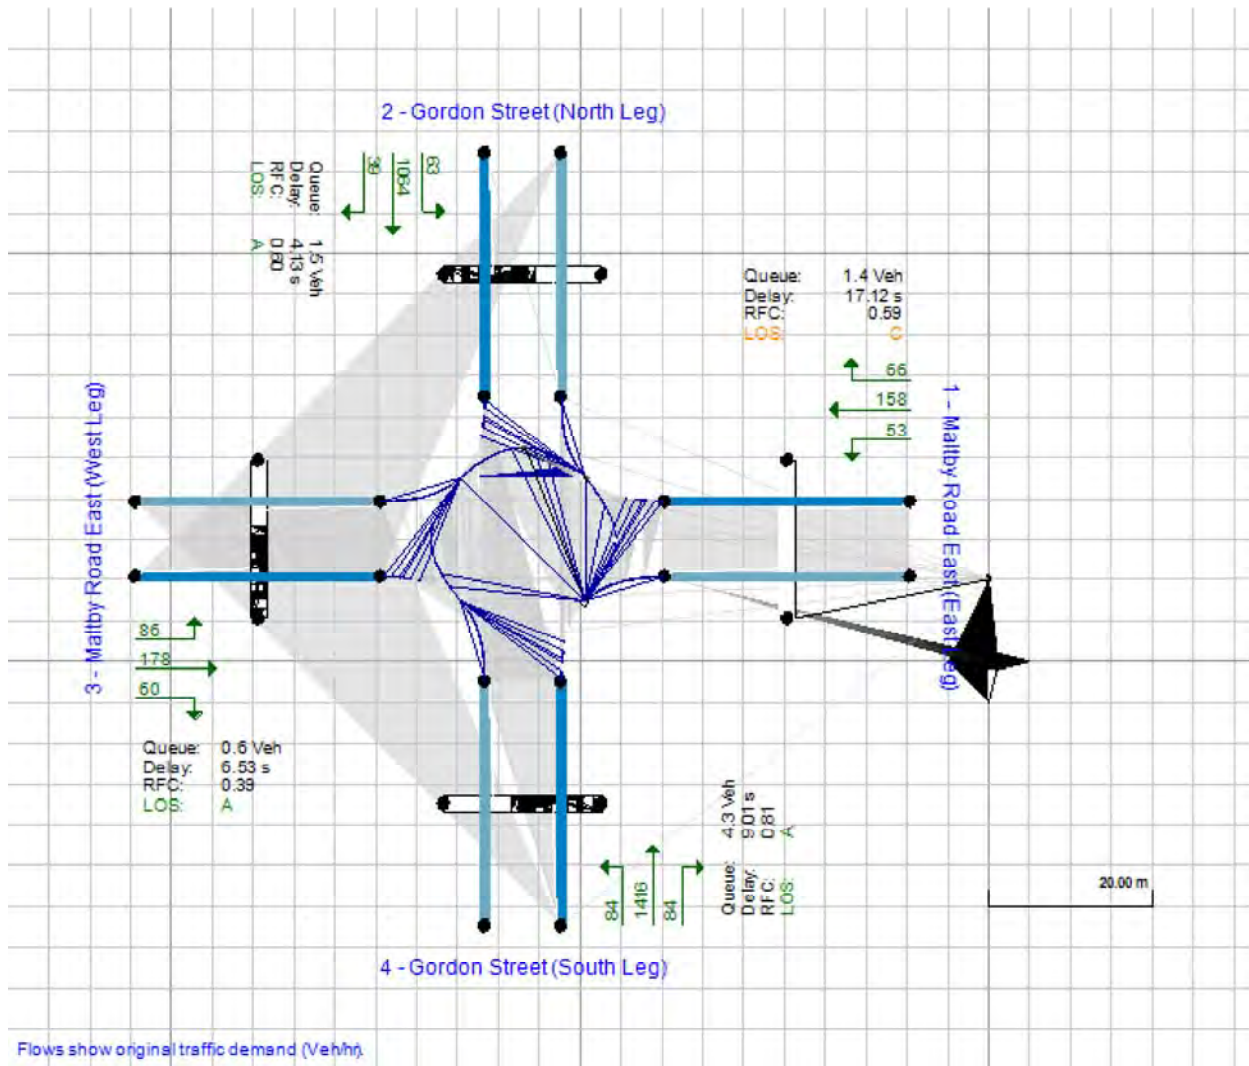 2 - Gordon Street (North Leg)
39
1064
63
Queue: 1.5 Veh
Delay: 4.13 s
RFC: 0.60
LOS: A
Queue: 1.4 Veh
Delay: 17.12 s
RFC: 0.59
LOS: C
66
158
53
1 - Maltby Road East (East Leg)
3 - Maltby Road East (West Leg)
86
178
60
Queue: 0.6 Veh
Delay: 6.53 s
RFC: 0.39
LOS: A
84
1416
84
Queue: 4.3 Veh
Delay: 9.01 s
RFC: 0.81
LOS: A
20.00 m
4 - Gordon Street (South Leg)
Flows show original traffic demand (Veh/hr).